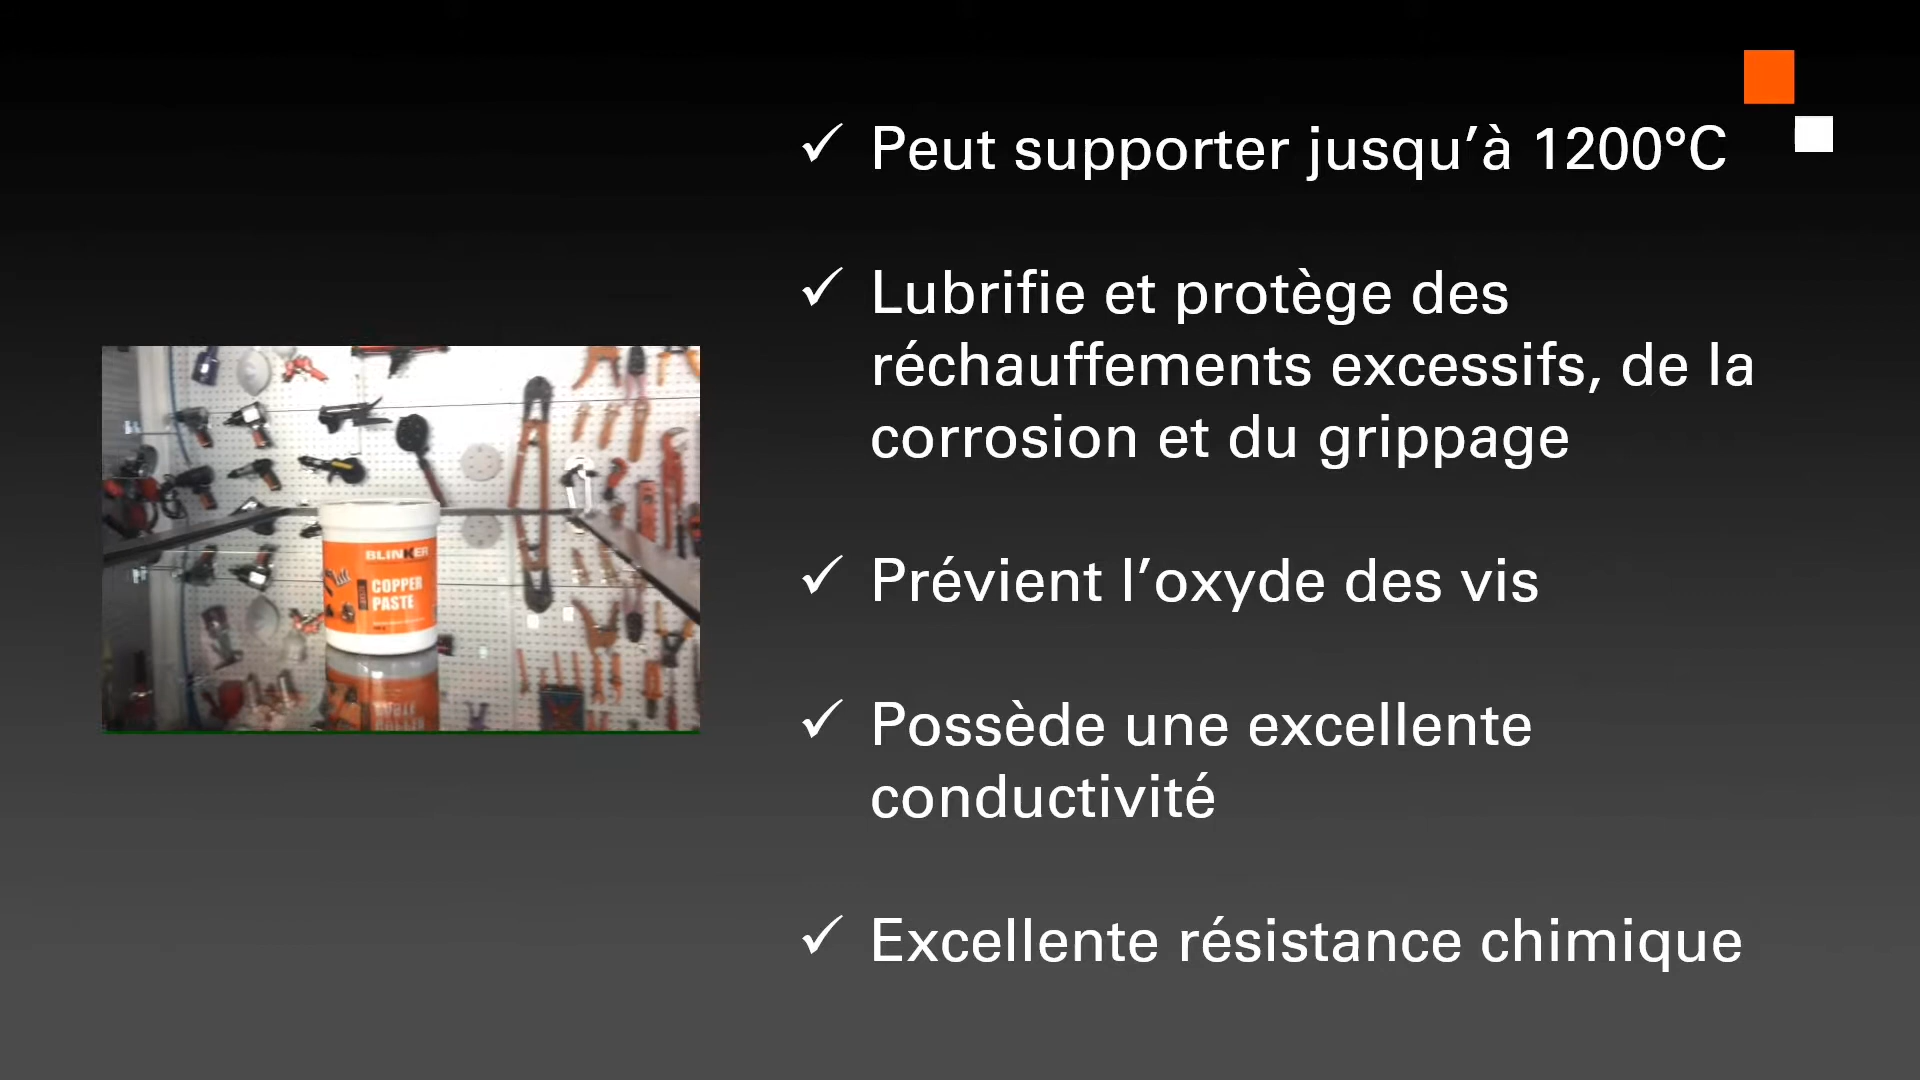 ✓ Peut supporter jusqu’à 1200°C
✓ Lubrifie et protège des
réchauffements excessifs, de la
corrosion et du grippage
✓ Prévient l’oxyde des vis
✓ Possède une excellente
conductivité
✓ Excellente résistance chimique
BLINKER
COPPER
PASTE